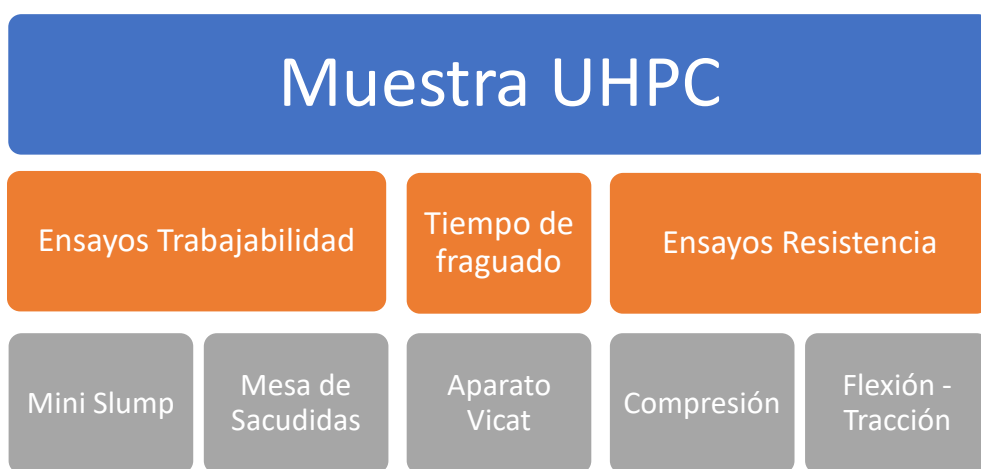 Muestra UHPC
Ensayos Trabajabilidad
Tiempo de
fraguado
Ensayos Resistencia
Mini Slump
Mesa de
Sacudidas
Aparato
Vicat
Compresión
Flexión -
Tracción